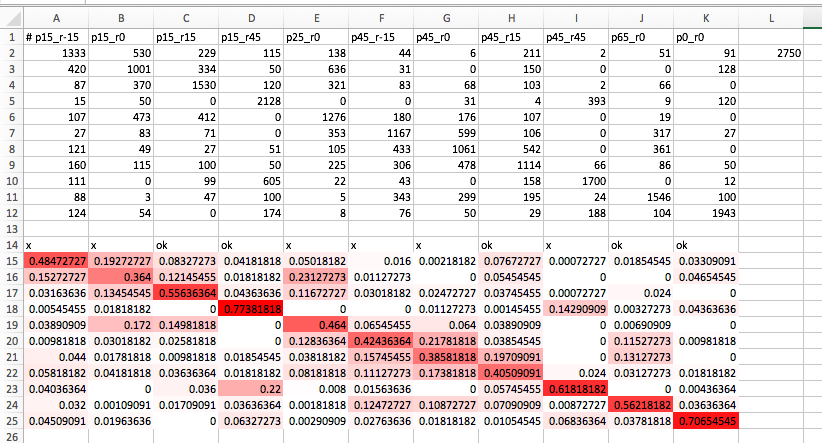 A B C D E F G H I J K L
1 # p15_r-15 p15_r0 p15_r15 p15_r45 p25_r0 p45_r-15 p45_r0 p45_r15 p45_r45 p65_r0 p0_r0
2 1333 530 229 115 138 44 6 211 2 51 91 2750
3 420 1001 334 50 636 31 0 150 0 0 128
4 87 370 1530 120 321 83 68 103 2 66 0
5 15 50 0 2128 0 0 31 4 393 9 120
6 107 473 412 0 1276 180 176 107 0 19 0
7 27 83 71 0 353 1167 599 106 0 317 27
8 121 49 27 51 105 433 1061 542 0 361 0
9 160 115 100 50 225 306 478 1114 66 86 50
10 111 0 99 605 22 43 0 158 1700 0 12
11 88 3 47 100 5 343 299 195 24 1546 100
12 124 54 0 174 8 76 50 29 188 104 1943
13
14 x x ok ok x x x ok x ok ok
15 0.48472727 0.19272727 0.08327273 0.04181818 0.05018182 0.016 0.00218182 0.07672727 0.00072727 0.01854545 0.03309091
16 0.15272727 0.364 0.12145455 0.01818182 0.23127273 0.01127273 0 0.05454545 0 0 0.04654545
17 0.03163636 0.13454545 0.55636364 0.04363636 0.11672727 0.03018182 0.02472727 0.03745455 0.00072727 0.024 0
18 0.00545455 0.01818182 0 0.77381818 0 0 0.01127273 0.00145455 0.14290909 0.00327273 0.04363636
19 0.03890909 0.172 0.14981818 0 0.464 0.06545455 0.064 0.03890909 0 0.00690909 0
20 0.00981818 0.03018182 0.02581818 0 0.12836364 0.42436364 0.21781818 0.03854545 0 0.11527273 0.00981818
21 0.044 0.01781818 0.00981818 0.01854545 0.03818182 0.15745455 0.38581818 0.19709091 0 0.13127273 0
22 0.05818182 0.04181818 0.03636364 0.01818182 0.08181818 0.11127273 0.17381818 0.40509091 0.024 0.03127273 0.01818182
23 0.04036364 0 0.036 0.22 0.008 0.01563636 0 0.05745455 0.61818182 0 0.00436364
24 0.032 0.00109091 0.01709091 0.03636364 0.00181818 0.12472727 0.10872727 0.07090909 0.00872727 0.56218182 0.03636364
25 0.04509091 0.01963636 0 0.06327273 0.00290909 0.02763636 0.01818182 0.01054545 0.06836364 0.03781818 0.70654545
26